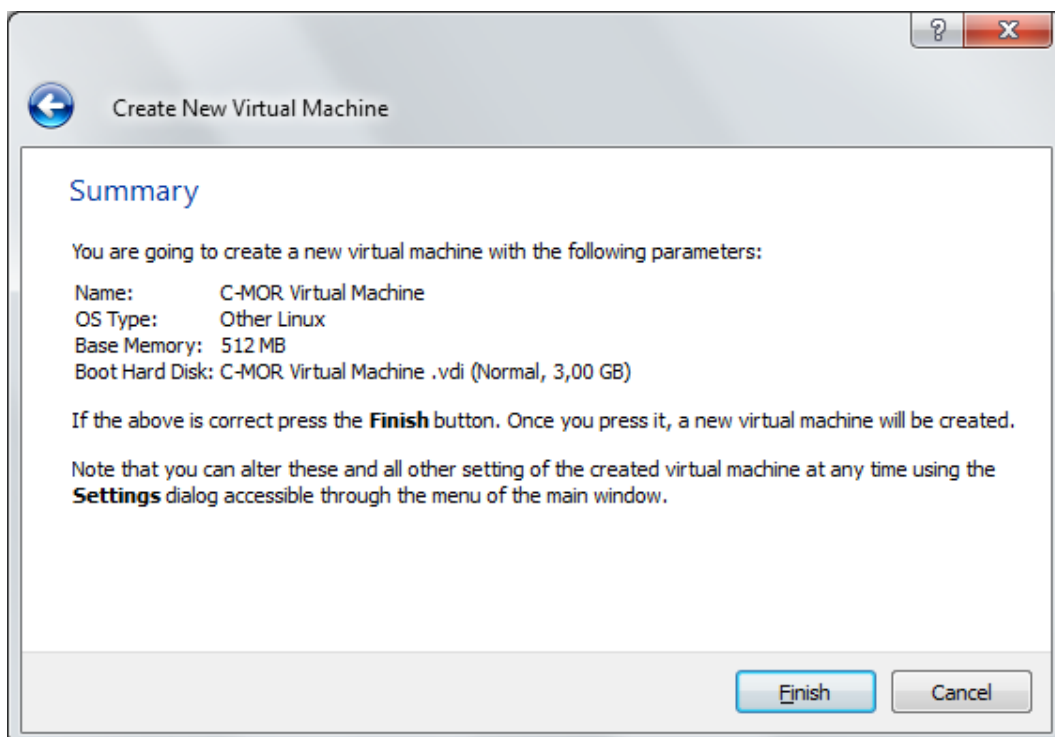 ?
X
Create New Virtual Machine
Summary
You are going to create a new virtual machine with the following parameters:
Name: C-MOR Virtual Machine
OS Type: Other Linux
Base Memory: 512 MB
Boot Hard Disk: C-MOR Virtual Machine .vdi (Normal, 3,00 GB)
If the above is correct press the Finish button. Once you press it, a new virtual machine will be created.
Note that you can alter these and all other setting of the created virtual machine at any time using the
Settings dialog accessible through the menu of the main window.
Finish
Cancel